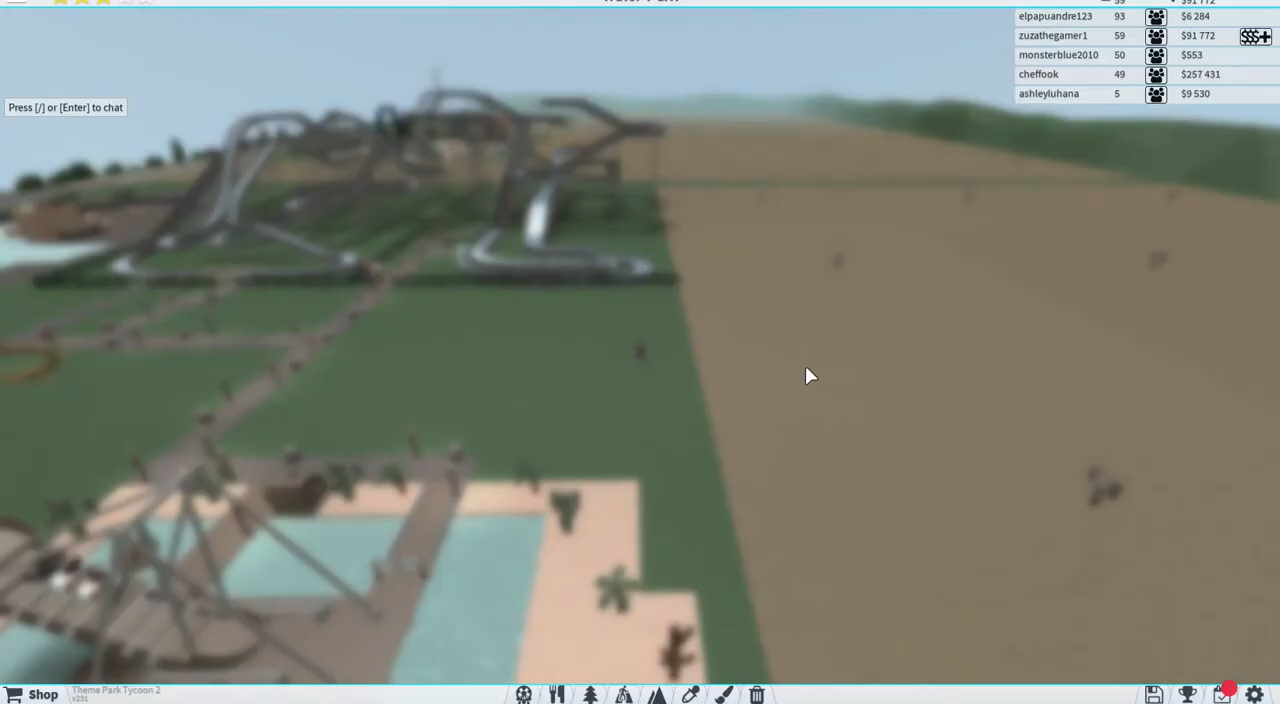 elpapuandre123 93 $6 284
zuzathegamer1 59 $91 772 $$$+
monsterblue2010 50 $553
cheffook 49 $257 431
ashleyluhana 5 $9 530
Press [/] or [Enter] to chat
Shop
Theme Park Tycoon 2
v231